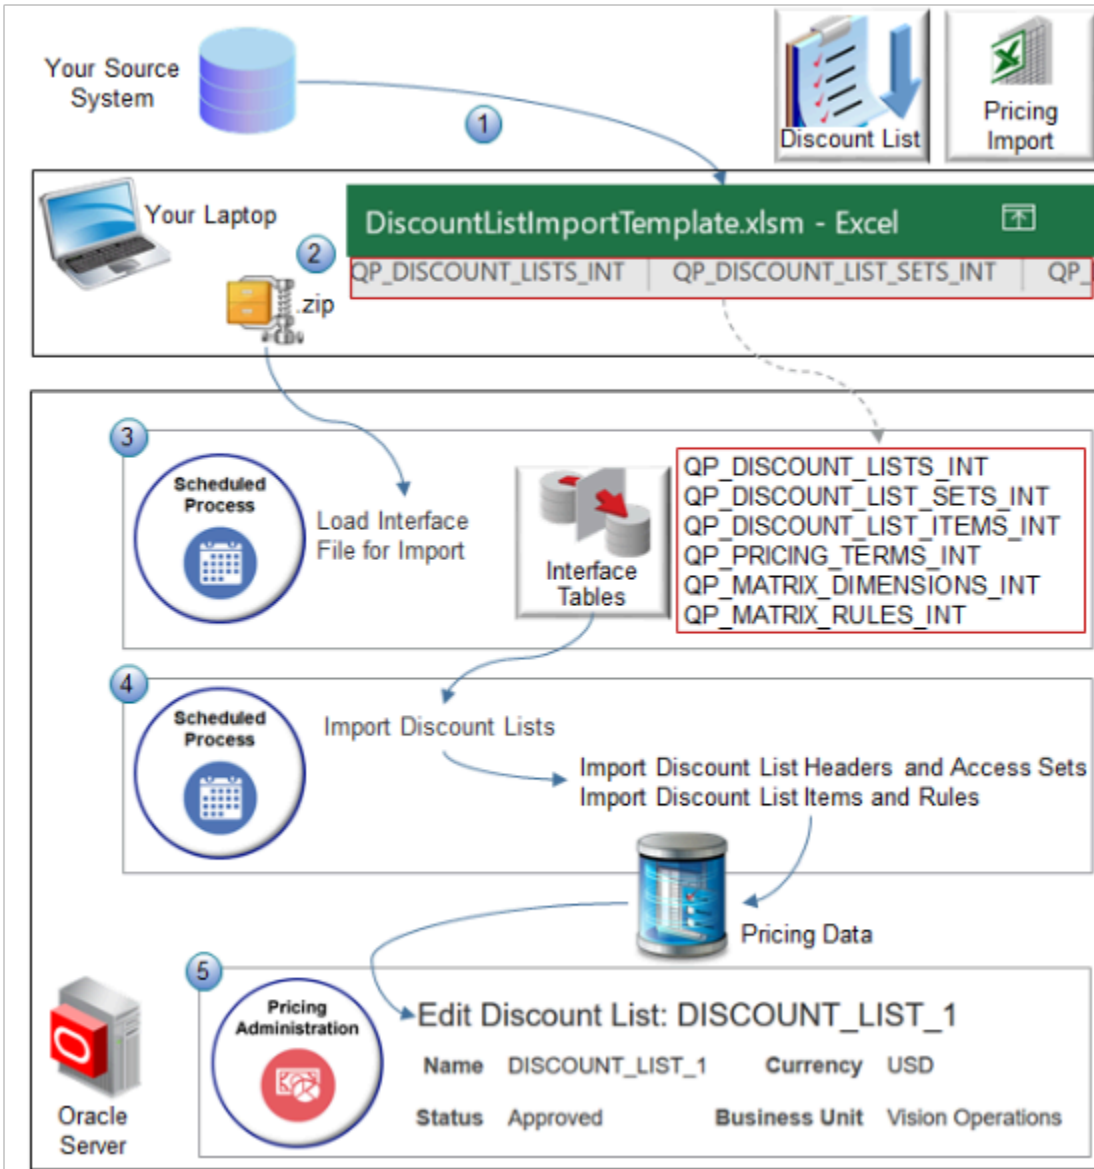 Your Source
System
1
Discount List
Pricing
Import
Your Laptop
DiscountListImportTemplate.xlsm - Excel
2
QP_DISCOUNT_LISTS_INT
QP_DISCOUNT_LIST_SETS_INT
QP_
.zip
3
Scheduled
Process
Load Interface
File for Import
Interface
Tables
QP_DISCOUNT_LISTS_INT
QP_DISCOUNT_LIST_SETS_INT
QP_DISCOUNT_LIST_ITEMS_INT
QP_PRICING_TERMS_INT
QP_MATRIX_DIMENSIONS_INT
QP_MATRIX_RULES_INT
4
Scheduled
Process
Import Discount Lists
Import Discount List Headers and Access Sets
Import Discount List Items and Rules
Pricing Data
5
Pricing
Administration
Edit Discount List: DISCOUNT_LIST_1
Name DISCOUNT_LIST_1 Currency USD
Status Approved Business Unit Vision Operations
Oracle
Server